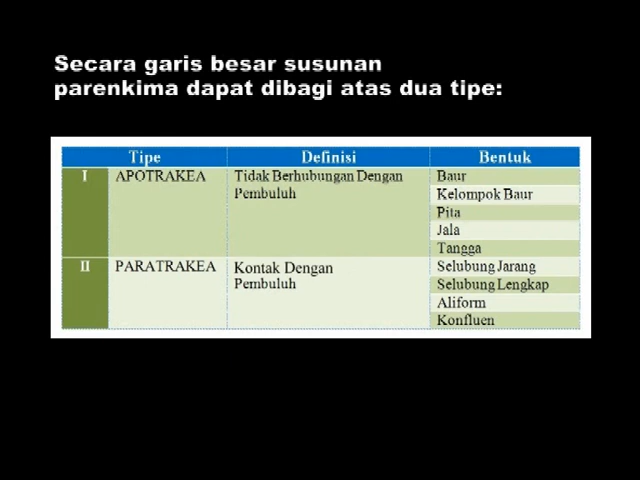 Secara garis besar susunan
parenkima dapat dibagi atas dua tipe:
Tipe Definisi Bentuk
I APOTRAKEA Tidak Berhubungan Dengan Baur
Pembuluh Kelompok Baur
Pita
Jala
Tangga
II PARATRAKEA Kontak Dengan Selubung Jarang
Pembuluh Selubung Lengkap
Aliform
Konfluen